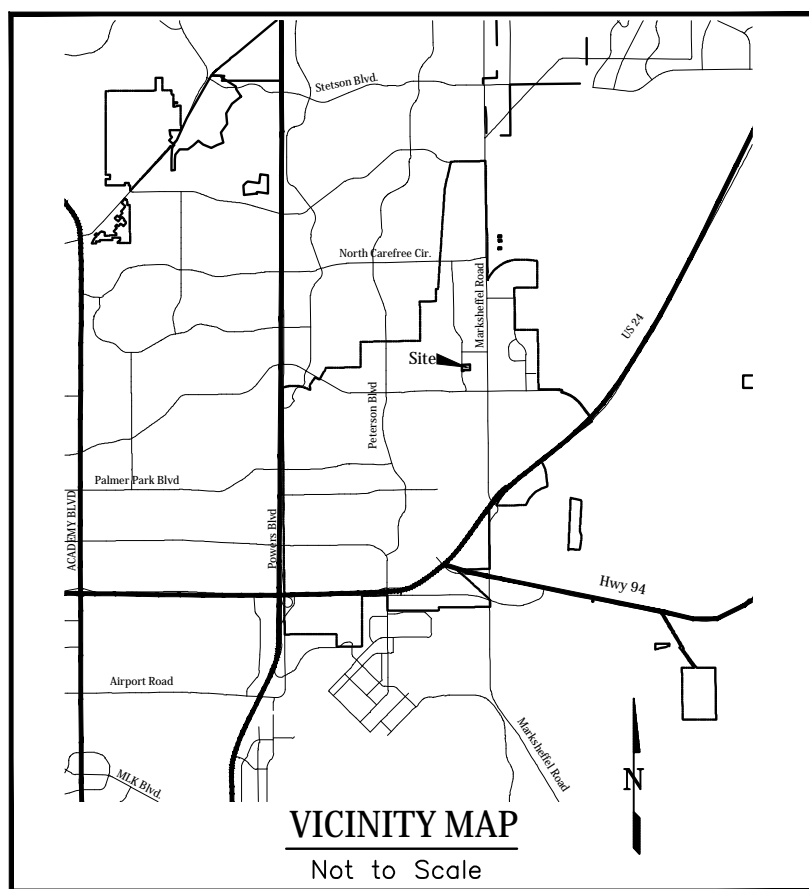 Stetson Blvd.
North Carefree Cir.
Marksheffel Road
US 24
Site
Peterson Blvd
Palmer Park Blvd
ACADEMY BLVD
Powers Blvd
Hwy 94
Airport Road
Marksheffel Road
MLK Blvd.
N
VICINITY MAP
Not to Scale